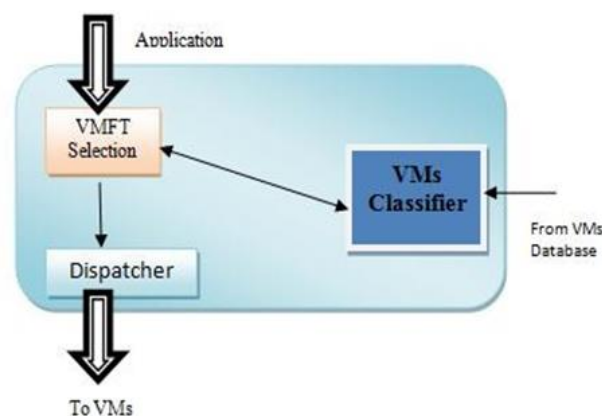 Application
VMFT
Selection
VMs
Classifier
From VMs
Database
Dispatcher
To VMs